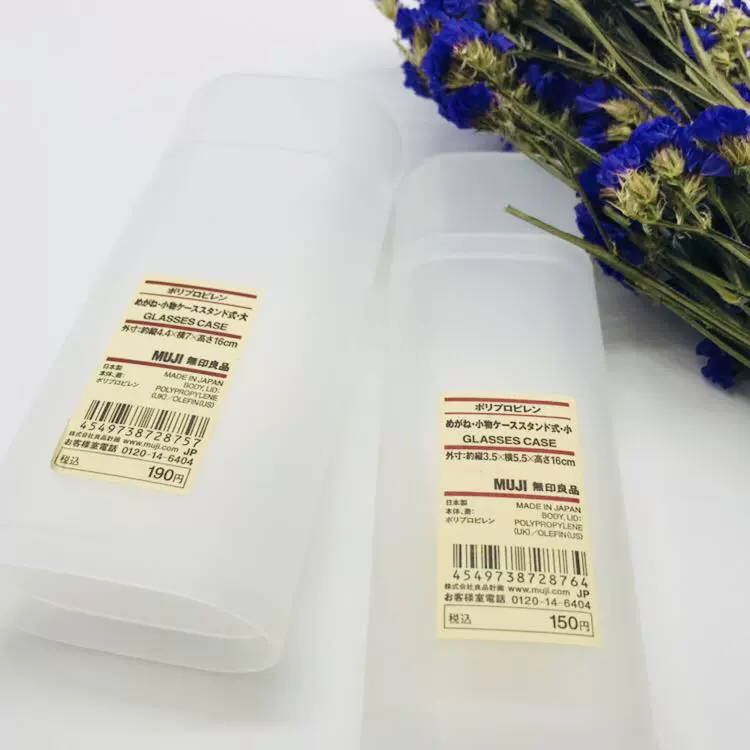 ポリプロピレン
めがね・小物ケーススタンド式・大
GLASSES CASE
外寸:約縦4.4×横7×高さ16cm
MUJI 無印良品
日本製
本体、蓋:
ポリプロピレン
MADE IN JAPAN
BODY, LID:
POLYPROPYLENE
(UK)/OLEFIN(US)
4549738728757
株式会社良品計画 www.muji.com JP
お客様室電話 0120-14-6404
税込 190円
ポリプロピレン
めがね・小物ケーススタンド式・小
GLASSES CASE
外寸:約縦3.5×横5.5×高さ16cm
MUJI 無印良品
日本製
本体、蓋:
ポリプロピレン
MADE IN JAPAN
BODY, LID:
POLYPROPYLENE
(UK)/OLEFIN(US)
4549738728764
株式会社良品計画 www.muji.com JP
お客様室電話 0120-14-6404
税込 150円